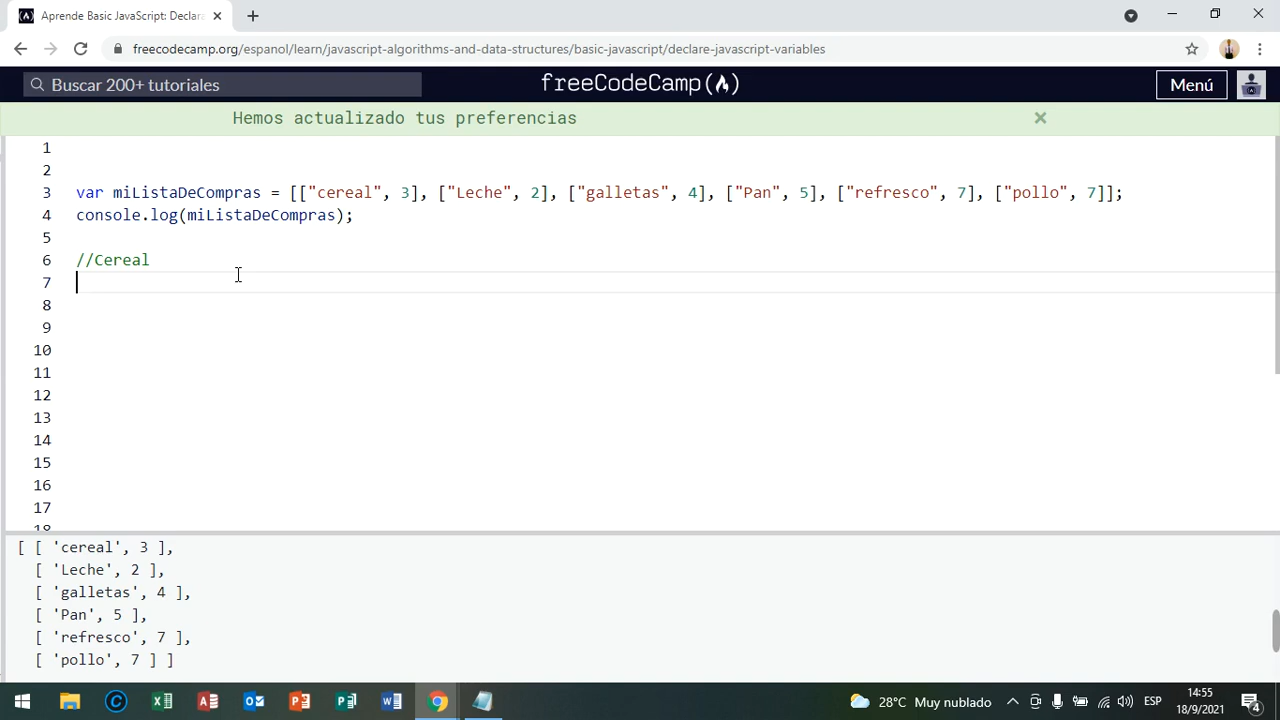 Aprende Basic JavaScript: Declara
freecodecamp.org/espanol/learn/javascript-algorithms-and-data-structures/basic-javascript/declare-javascript-variables
Buscar 200+ tutoriales
freeCodeCamp
Menú
Hemos actualizado tus preferencias
1
2
3 var miListaDeCompras = [["cereal", 3], ["Leche", 2], ["galletas", 4], ["Pan", 5], ["refresco", 7], ["pollo", 7]];
4 console.log(miListaDeCompras);
5
6 //Cereal
7
8
9
10
11
12
13
14
15
16
17
18
[ [ 'cereal', 3 ],
[ 'Leche', 2 ],
[ 'galletas', 4 ],
[ 'Pan', 5 ],
[ 'refresco', 7 ],
[ 'pollo', 7 ] ]
28°C Muy nublado
ESP
14:55
18/9/2021
4